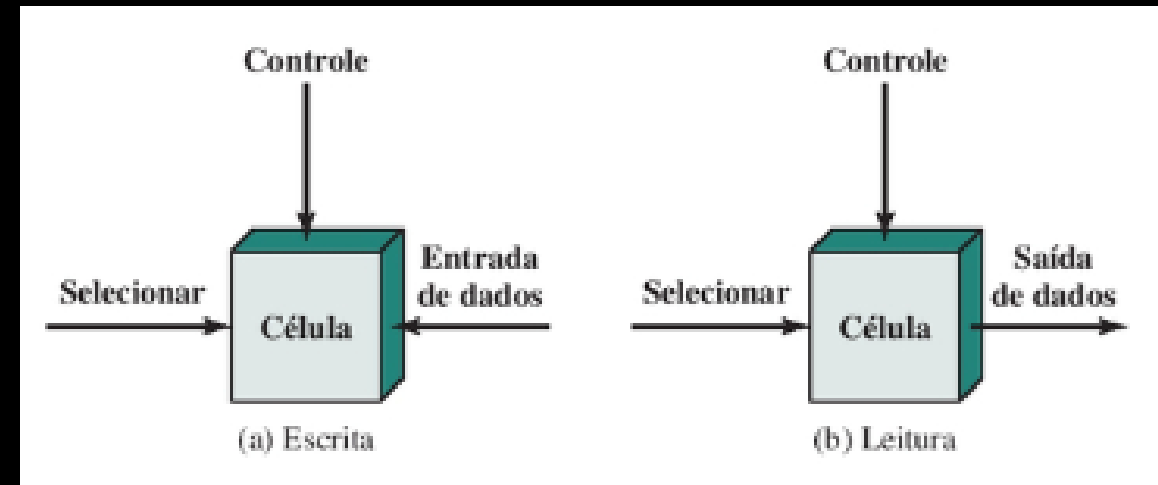 Controle
Selecionar
Célula
Entrada
de dados
(a) Escrita
Controle
Selecionar
Célula
Saída
de dados
(b) Leitura